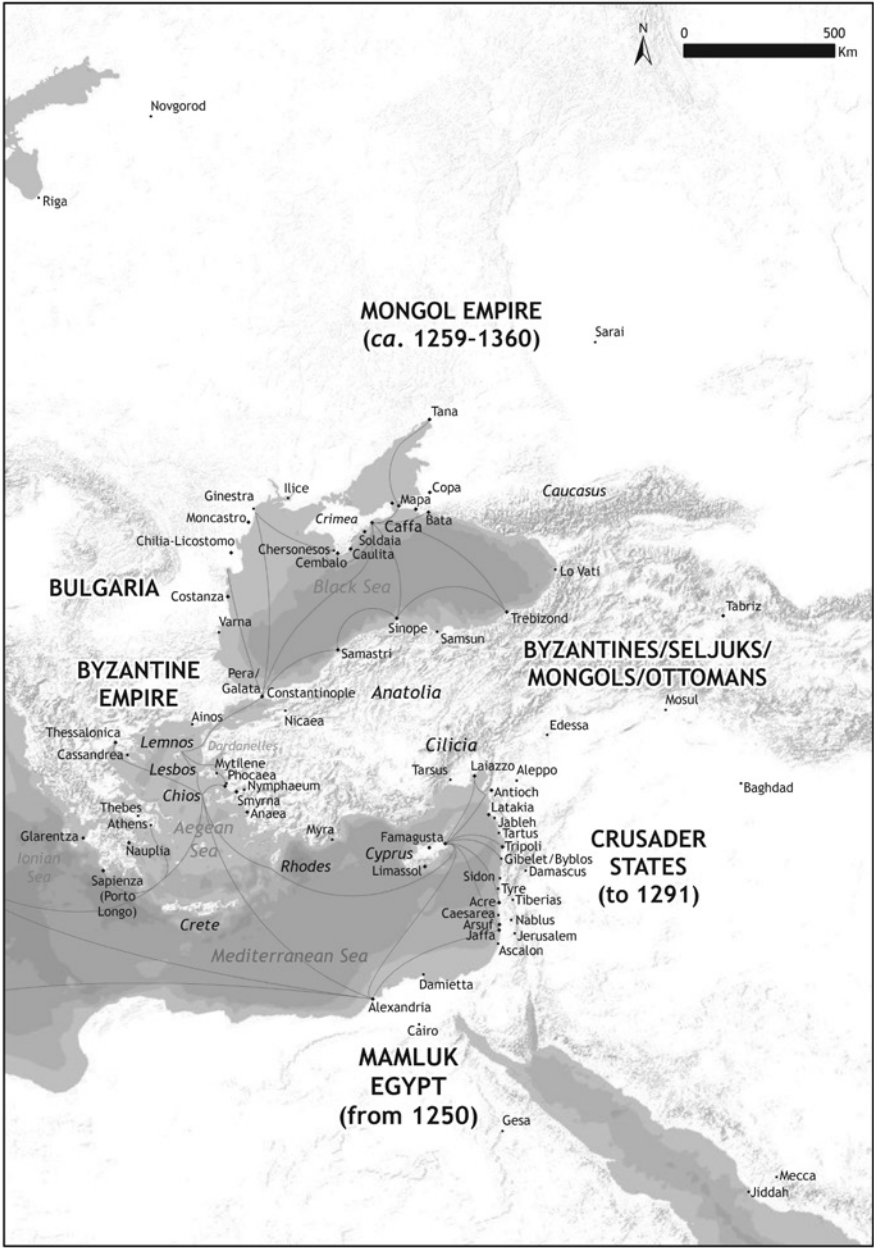 N
0
500
Km
Novgorod
Riga
MONGOL EMPIRE
(ca. 1259–1360)
Sarai
Tana
Ilice
Copa
Ginestra
Mapa
Caucasus
Moncastro
Crimea
Caffa
Bata
Soldaia
Chilia-Licostomo
Chersonesos
Caulita
Cembalo
Lo Vati
BULGARIA
Black Sea
Costanza
Tabriz
Varna
Sinope
Trebizond
Samsun
Samastri
BYZANTINES/SELJUKS/
MONGOLS/OTTOMANS
BYZANTINE
EMPIRE
Pera/
Galata
Constantinople
Anatolia
Mosul
Ainos
Nicaea
Edessa
Thessalonica
Lemnos
Dardanelles
Cilicia
Cassandrea
Lesbos
Mytilene
Phocaea
Tarsus
Laiazzo
Aleppo
Nymphaeum
Baghdad
Chios
Smyrna
Antioch
Anaea
Latakia
Thebes
Jableh
Athens
Aegean
Sea
Myra
Tartus
Glarentza
Famagusta
Tripoli
CRUSADER
STATES
(to 1291)
Nauplia
Cyprus
Gibelet/Byblos
Ionian
Sea
Rhodes
Limassol
Damascus
Sapienza
(Porto
Longo)
Sidon
Tyre
Acre
Tiberias
Crete
Caesarea
Arsuf
Nablus
Jaffa
Jerusalem
Ascalon
Mediterranean Sea
Damietta
Alexandria
Cairo
MAMLUK
EGYPT
(from 1250)
Gesa
Mecca
Jiddah